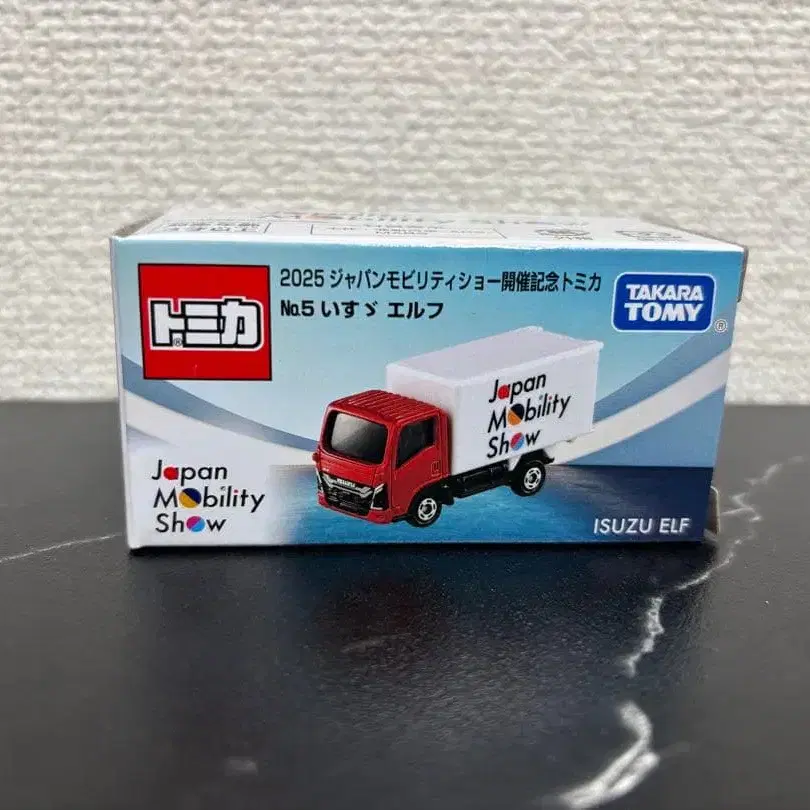 トミカ
2025 ジャパンモビリティショー開催記念トミカ
No.5 いすゞ エルフ
TAKARA
TOMY
Japan
Mobility
Show
ISUZU
Japan
Mobility
Show
ISUZU ELF